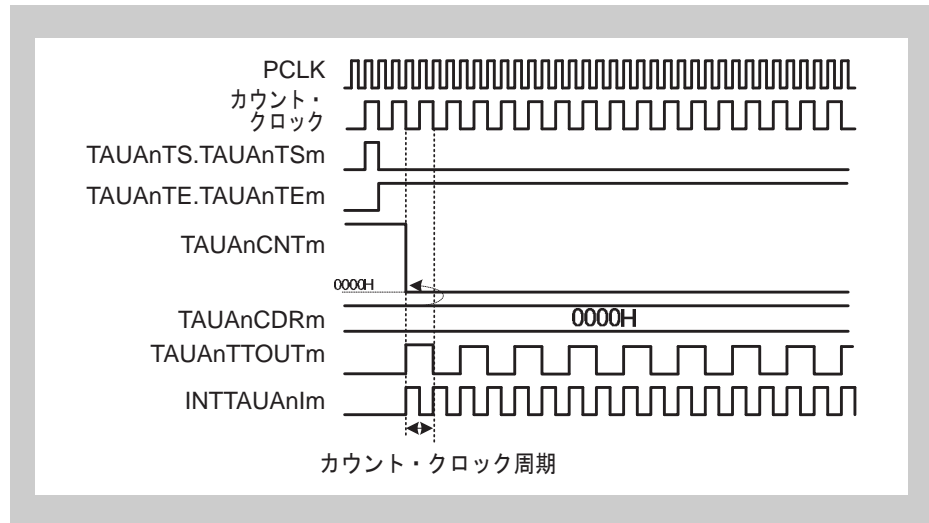 PCLK
カウント・
クロック
TAUAnTS.TAUAnTSm
TAUAnTE.TAUAnTEm
TAUAnCNTm
0000H
TAUAnCDRm
0000H
TAUAnTTOUTm
INTTAUAnIm
カウント・クロック周期